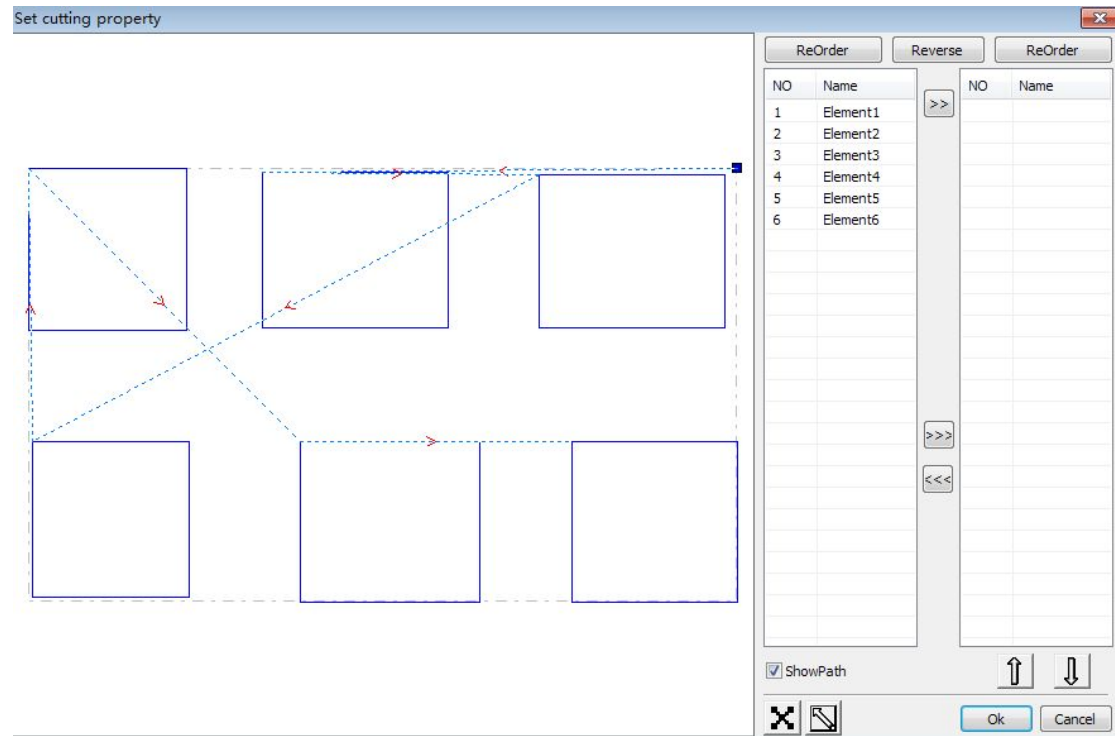 Set cutting property
ReOrder Reverse ReOrder
NO Name >> NO Name
1 Element1
2 Element2
3 Element3
4 Element4
5 Element5
6 Element6
>>>
<<<
ShowPath
Ok Cancel